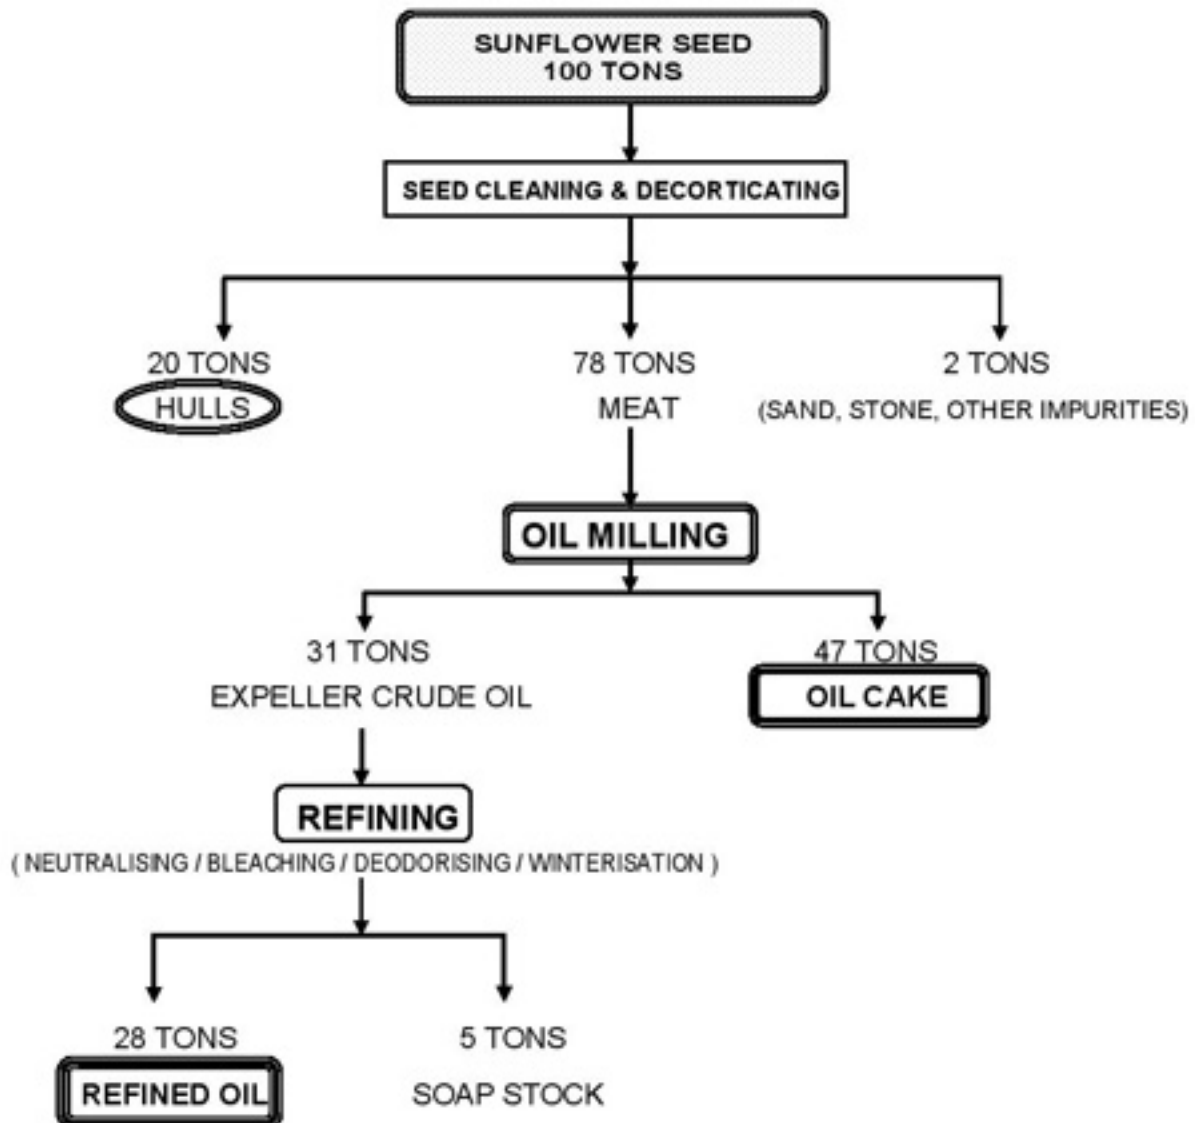 SUNFLOWER SEED
100 TONS
SEED CLEANING & DECORTICATING
20 TONS
HULLS
78 TONS
MEAT
2 TONS
(SAND, STONE, OTHER IMPURITIES)
OIL MILLING
31 TONS
EXPELLER CRUDE OIL
47 TONS
OIL CAKE
REFINING
( NEUTRALISING / BLEACHING / DEODORISING / WINTERISATION )
28 TONS
REFINED OIL
5 TONS
SOAP STOCK